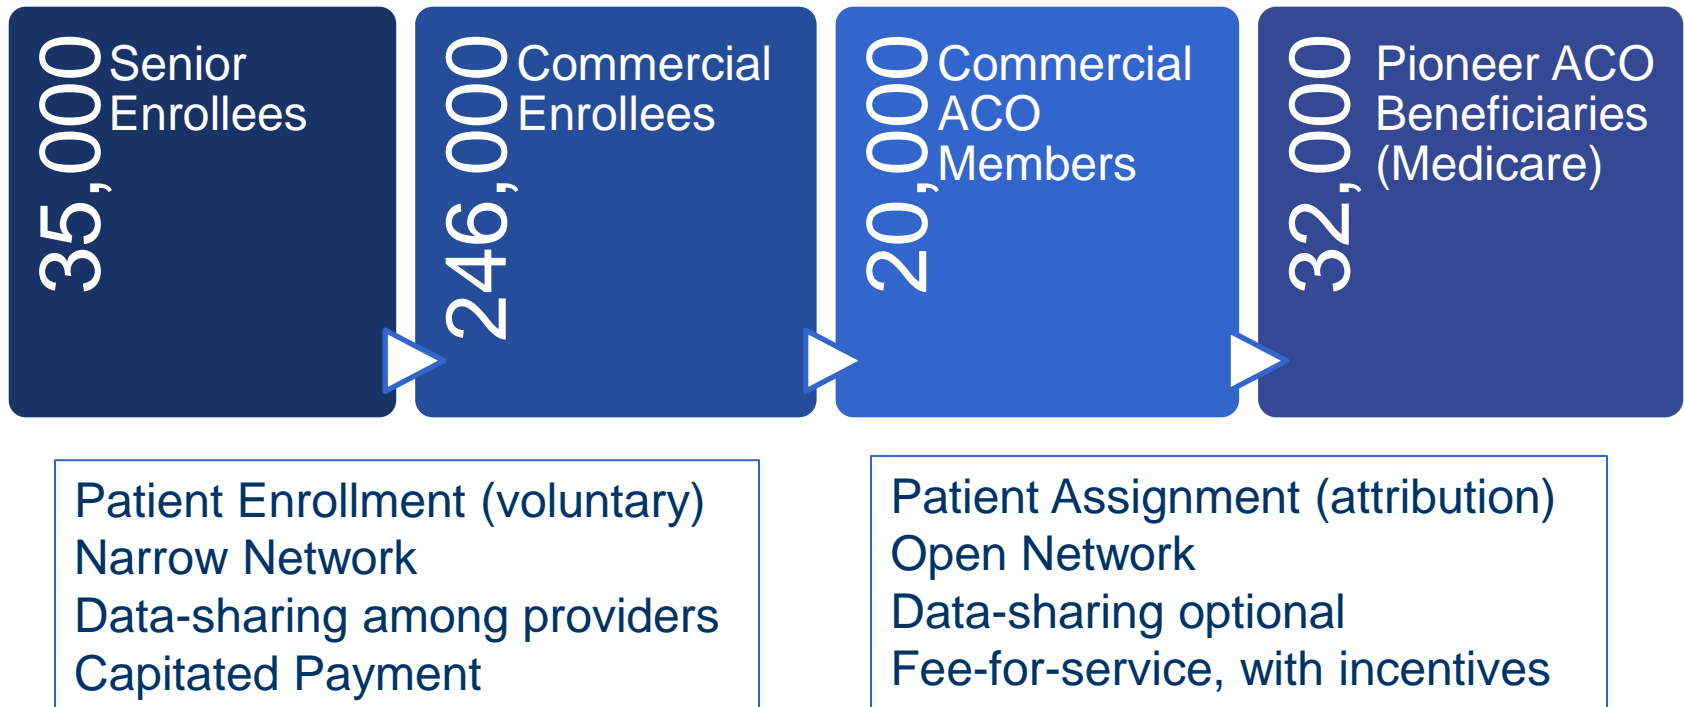 35,000
Senior
Enrollees
246,000
Commercial
Enrollees
20,000
Commercial
ACO
Members
32,000
Pioneer ACO
Beneficiaries
(Medicare)
Patient Enrollment (voluntary)
Narrow Network
Data-sharing among providers
Capitated Payment
Patient Assignment (attribution)
Open Network
Data-sharing optional
Fee-for-service, with incentives